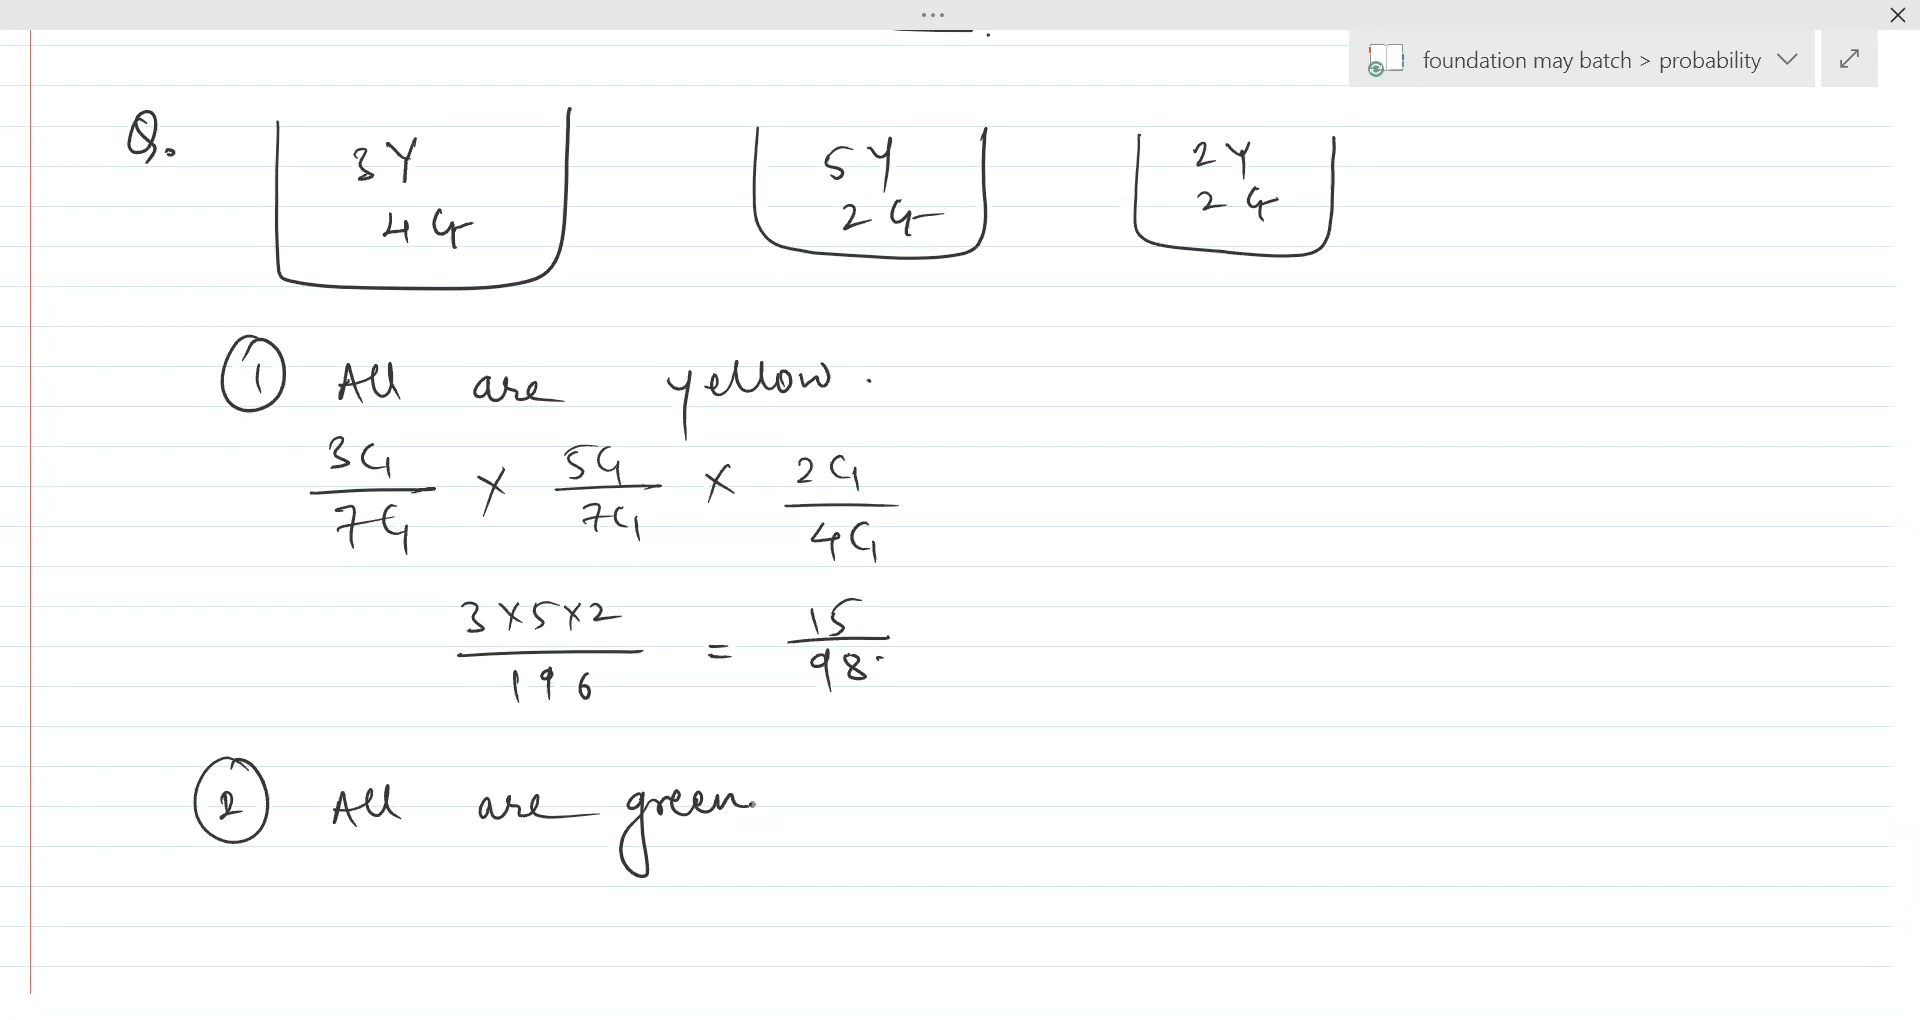 foundation may batch > probability
Q. 3Y 5Y 2Y
4G 2G 2G
① All are yellow.
3C₁ × 5C₁ × 2C₁
7C₁ 7C₁ 4C₁
3×5×2 = 15
196 98
② All are green.